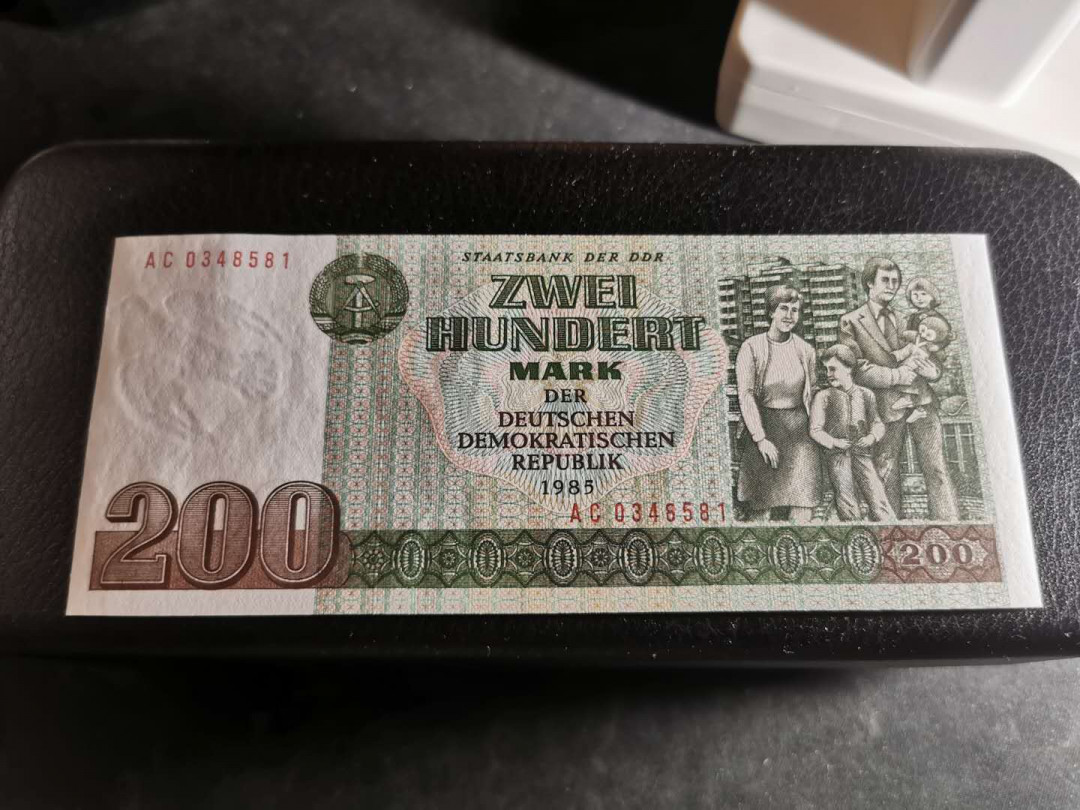 AC 0348581
STAATSBANK DER DDR
ZWEI
HUNDERT
MARK
DER
DEUTSCHEN
DEMOKRATISCHEN
REPUBLIK
1985
AC 0348581
200
200